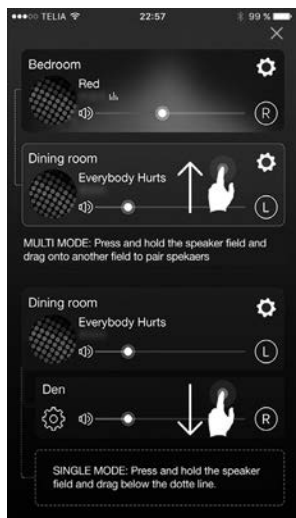 TELIA 22:57 99 %
Bedroom
Red
R
Dining room
Everybody Hurts
L
MULTI MODE: Press and hold the speaker field and
drag onto another field to pair spekaers
Dining room
Everybody Hurts
L
Den
R
SINGLE MODE: Press and hold the speaker
field and drag below the dotte line.